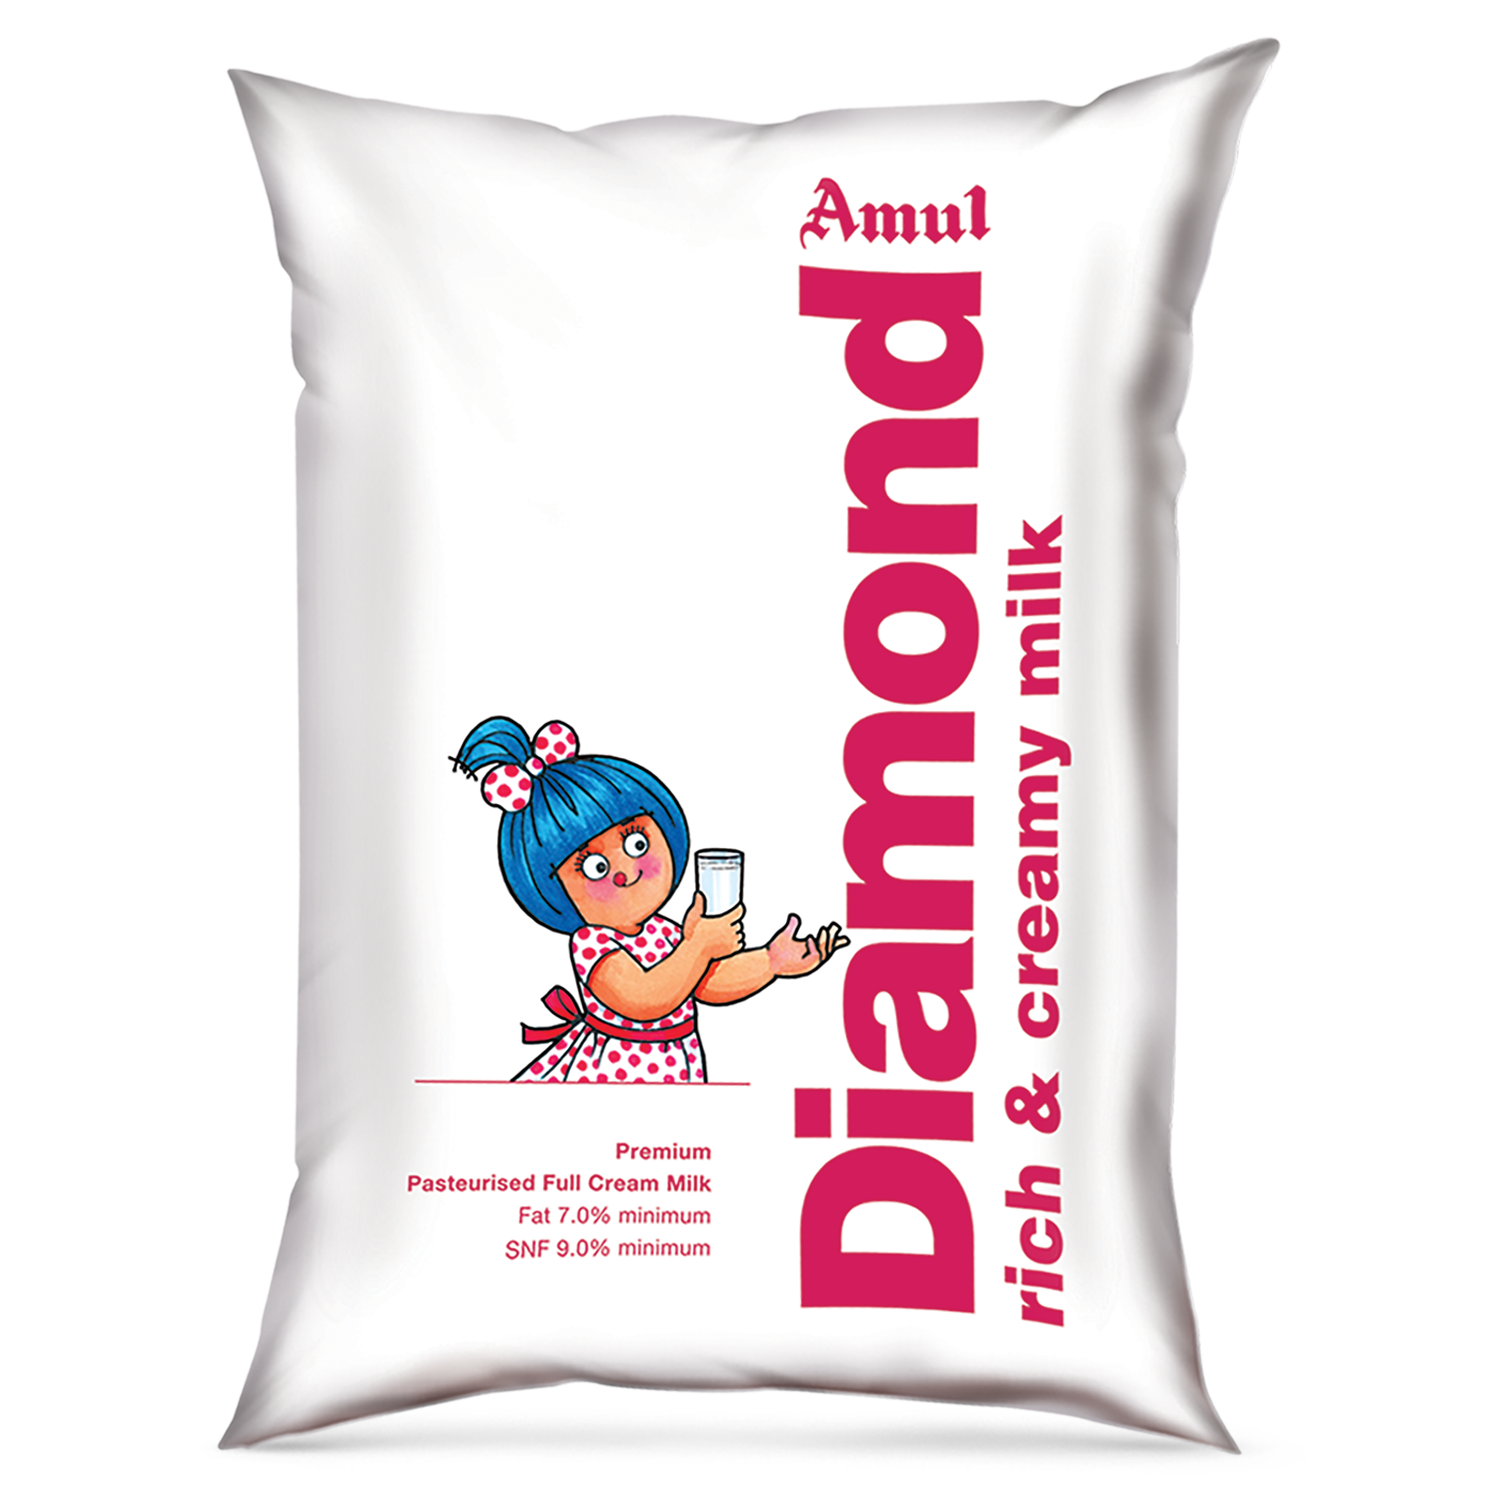 Amul
Diamond
rich & creamy milk
Premium
Pasteurised Full Cream Milk
Fat 7.0% minimum
SNF 9.0% minimum